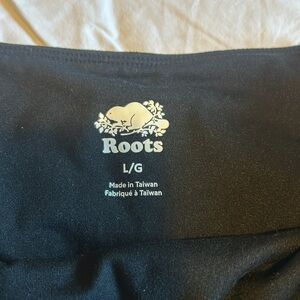 Roots
L/G
Made in Taiwan
Fabriqué à Taïwan